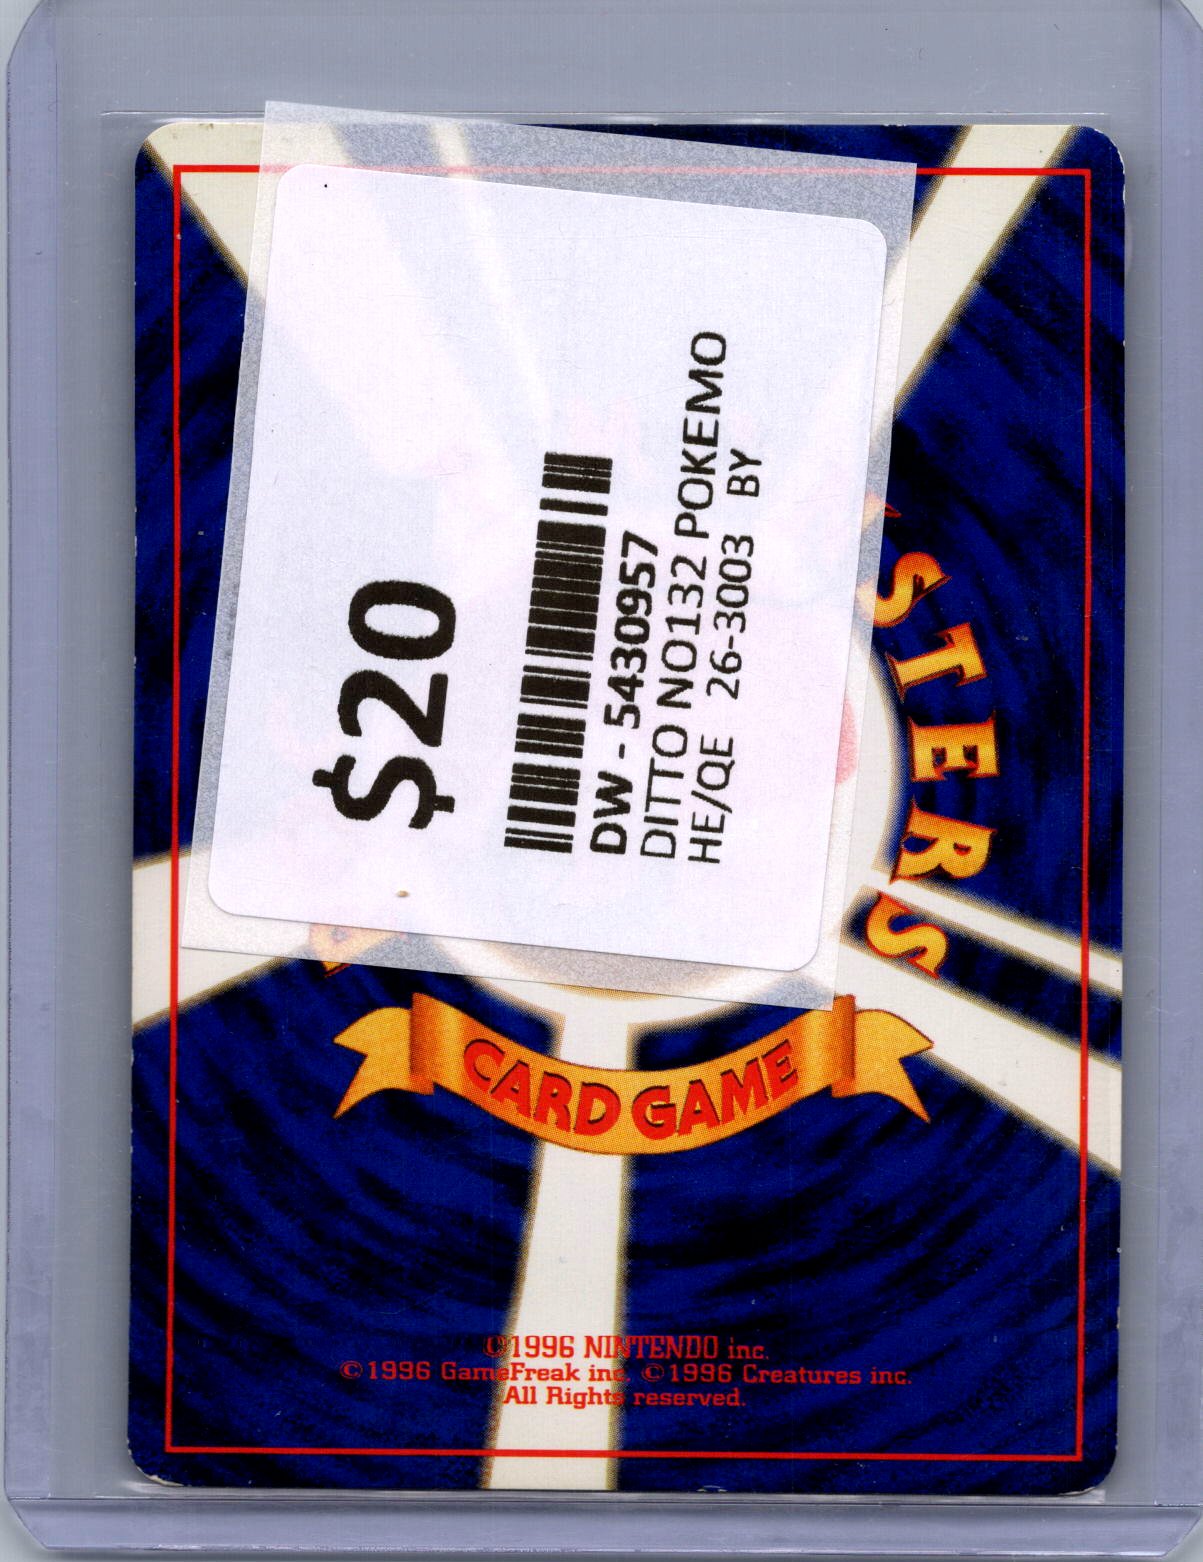 $20
DW - 5430957
DITTO NO132 POKEMO
HE/QE 26-3003 BY
STERS
CARD GAME
©1996 NINTENDO inc.
©1996 GameFreak inc. ©1996 Creatures inc.
All Rights reserved.